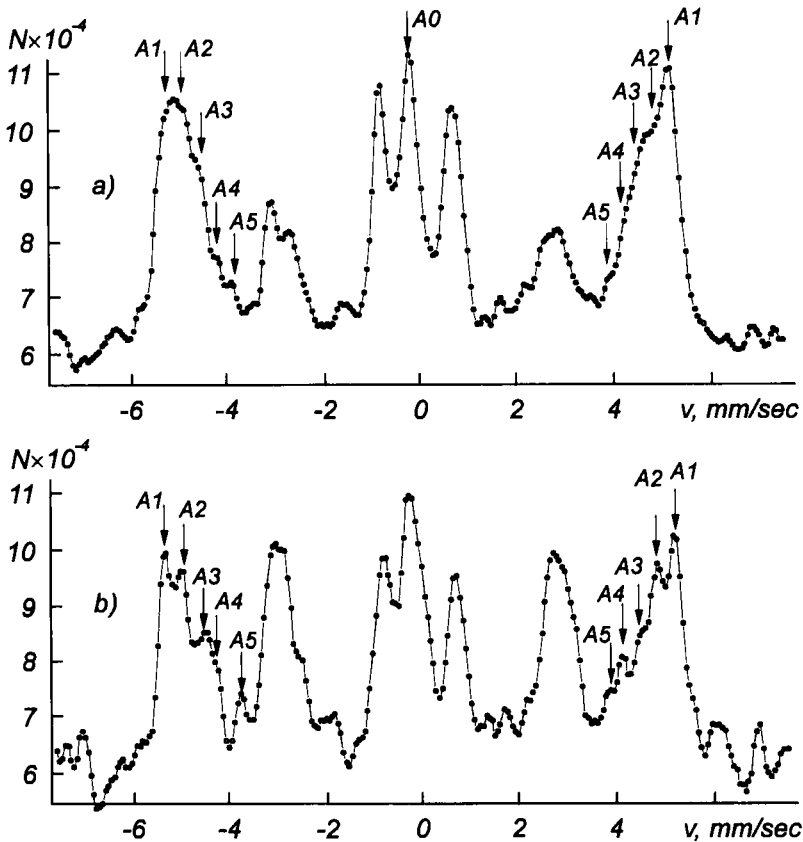 N×10⁻⁴
A1 A2 A0 A1
11 A3 A2
10 A3
9 a) A4 A4
8 A5 A5
7
6
-6 -4 -2 0 2 4 v, mm/sec
N×10⁻⁴
A1 A2 A2 A1
11
10 A3 A3
9 b) A4 A4
8 A5 A5
7
6
-6 -4 -2 0 2 4 v, mm/sec